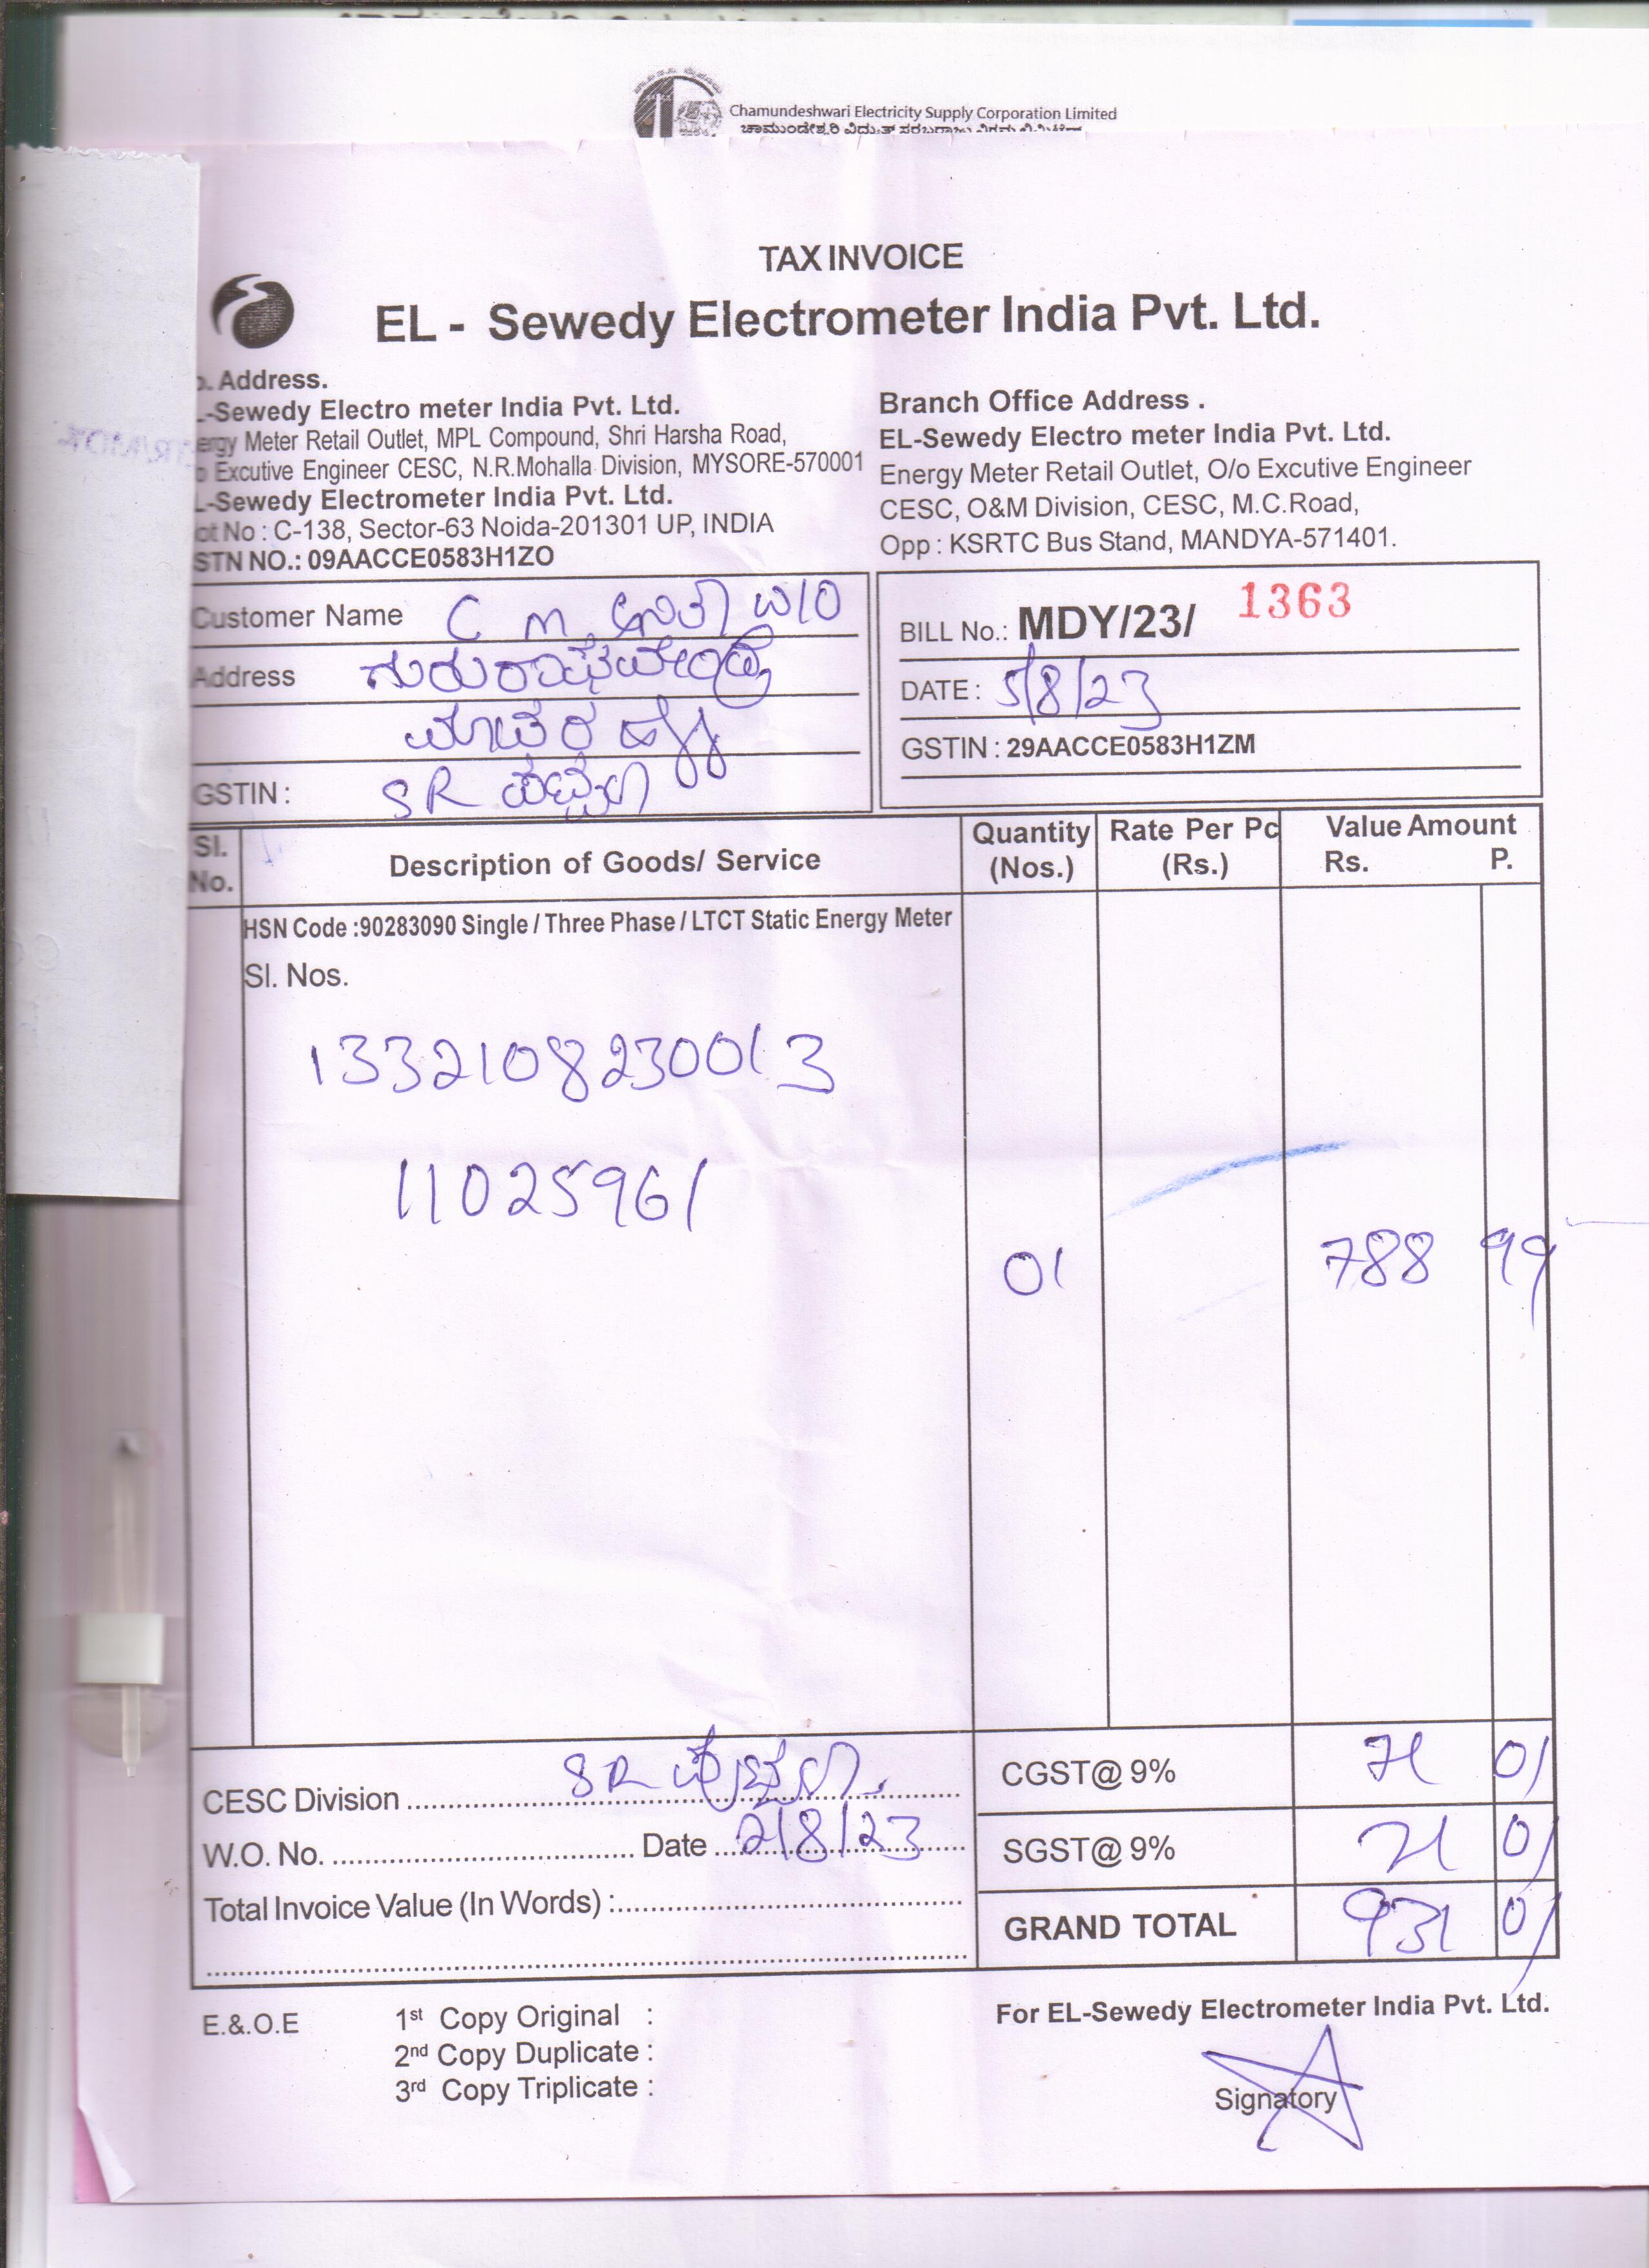 Chamundeshwari Electricity Supply Corporation Limited
ಚಾಮುಂಡೇಶ್ವರಿ ವಿದ್ಯುತ್ ಸರಬರಾಜು ನಿಗಮ ಲಿಮಿಟೆಡ್
TAX INVOICE
EL - Sewedy Electrometer India Pvt. Ltd.
. Address.
-Sewedy Electro meter India Pvt. Ltd.
ergy Meter Retail Outlet, MPL Compound, Shri Harsha Road,
o Excutive Engineer CESC, N.R.Mohalla Division, MYSORE-570001
-Sewedy Electrometer India Pvt. Ltd.
ot No : C-138, Sector-63 Noida-201301 UP, INDIA
STN NO.: 09AACCE0583H1ZO
Branch Office Address .
EL-Sewedy Electro meter India Pvt. Ltd.
Energy Meter Retail Outlet, O/o Excutive Engineer
CESC, O&M Division, CESC, M.C.Road,
Opp : KSRTC Bus Stand, MANDYA-571401.
Customer Name C M W/O
Address ಗುರುರಾಘವೇಂದ್ರ
GSTIN : SR
BILL No.: MDY/23/ 1363
DATE : 5/8/23
GSTIN : 29AACCE0583H1ZM
Sl. No. Description of Goods/ Service Quantity (Nos.) Rate Per Pc (Rs.) Value Amount Rs. P.
HSN Code :90283090 Single / Three Phase / LTCT Static Energy Meter
Sl. Nos.
1332108230013
11025961
01 788 99
CESC Division SR
W.O. No. Date 2/8/23
Total Invoice Value (In Words) :
CGST@ 9% 71 01
SGST@ 9% 71 01
GRAND TOTAL 931 01
E.&.O.E
1st Copy Original :
2nd Copy Duplicate :
3rd Copy Triplicate :
For EL-Sewedy Electrometer India Pvt. Ltd.
Signatory